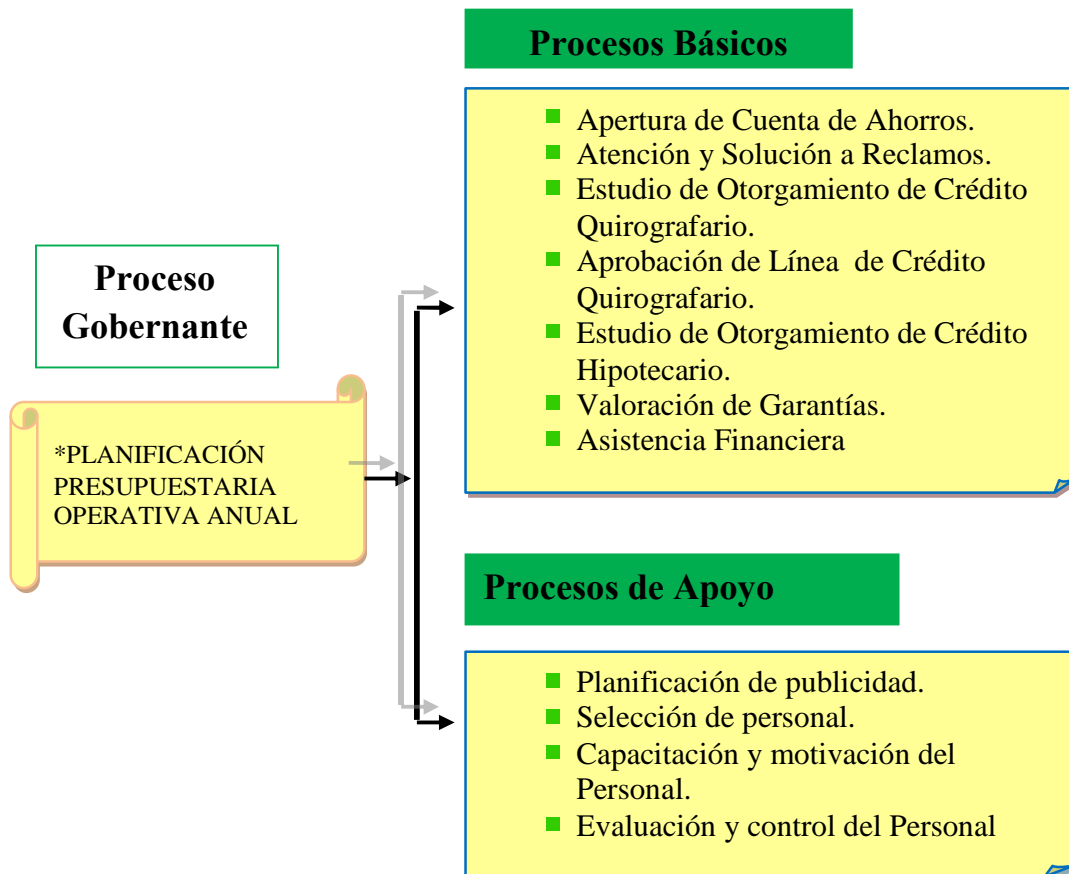 Proceso
Gobernante
*PLANIFICACIÓN
PRESUPUESTARIA
OPERATIVA ANUAL
Procesos Básicos
Apertura de Cuenta de Ahorros.
Atención y Solución a Reclamos.
Estudio de Otorgamiento de Crédito
Quirografario.
Aprobación de Línea de Crédito
Quirografario.
Estudio de Otorgamiento de Crédito
Hipotecario.
Valoración de Garantías.
Asistencia Financiera
Procesos de Apoyo
Planificación de publicidad.
Selección de personal.
Capacitación y motivación del
Personal.
Evaluación y control del Personal